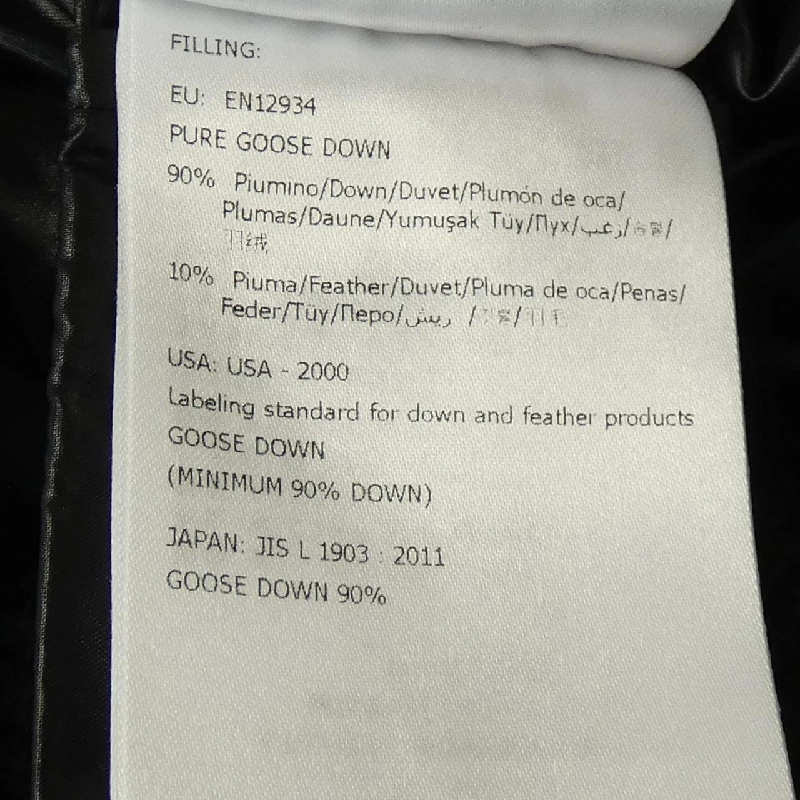 FILLING:
EU: EN12934
PURE GOOSE DOWN
90% Piumino/Down/Duvet/Plumón de oca/
Plumas/Daune/Yumuşak Tüy/Пух/زغب/
羽绒
10% Piuma/Feather/Duvet/Pluma de oca/Penas/
Feder/Tüy/Перо/ريش /
USA: USA - 2000
Labeling standard for down and feather products
GOOSE DOWN
(MINIMUM 90% DOWN)
JAPAN: JIS L 1903 : 2011
GOOSE DOWN 90%